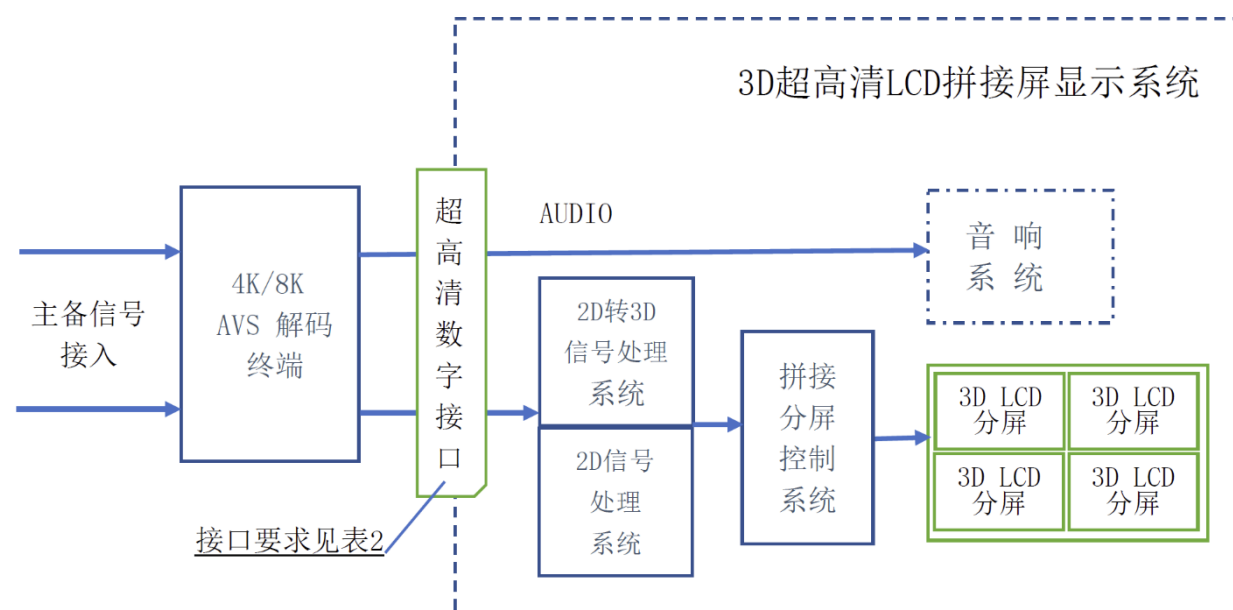 3D超高清LCD拼接屏显示系统
主备信号
接入
4K/8K
AVS 解码
终端
超
高
清
数
字
接
口
AUDIO
音 响
系 统
2D转3D
信号处理
系统
2D信号
处理
系统
拼接
分屏
控制
系统
3D LCD
分屏
3D LCD
分屏
3D LCD
分屏
3D LCD
分屏
接口要求见表2